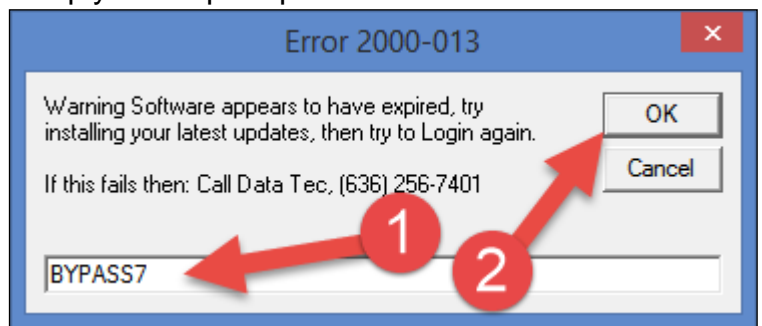 Error 2000-013
Warning Software appears to have expired, try
installing your latest updates, then try to Login again.
If this fails then: Call Data Tec, (636) 256-7401
OK
Cancel
1
2
BYPASS7